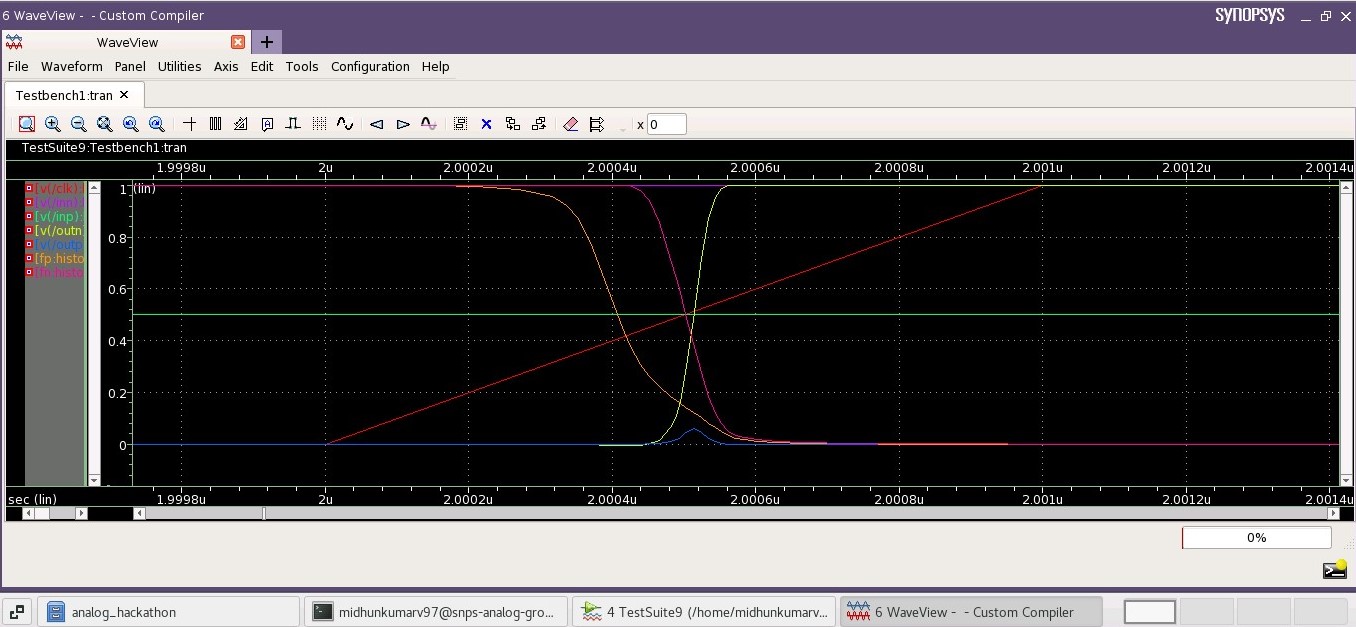 6 WaveView - - Custom Compiler
SYNOPSYS
WaveView
File Waveform Panel Utilities Axis Edit Tools Configuration Help
Testbench1:tran
x 0
TestSuite9:Testbench1:tran
1.9998u 2u 2.0002u 2.0004u 2.0006u 2.0008u 2.001u 2.0012u 2.0014u
[v(/clk):
1 (lin)
[v(/inn):
[v(/inp):
[v(/outn
[v(/outp
0.8
[fp:histo
[fn:histo
0.6
0.4
0.2
0
1.9998u 2u 2.0002u 2.0004u 2.0006u 2.0008u 2.001u 2.0012u 2.0014u
sec (lin)
0%
analog_hackathon
midhunkumarv97@snps-analog-gro...
4 TestSuite9 (/home/midhunkumarv...
6 WaveView - - Custom Compiler